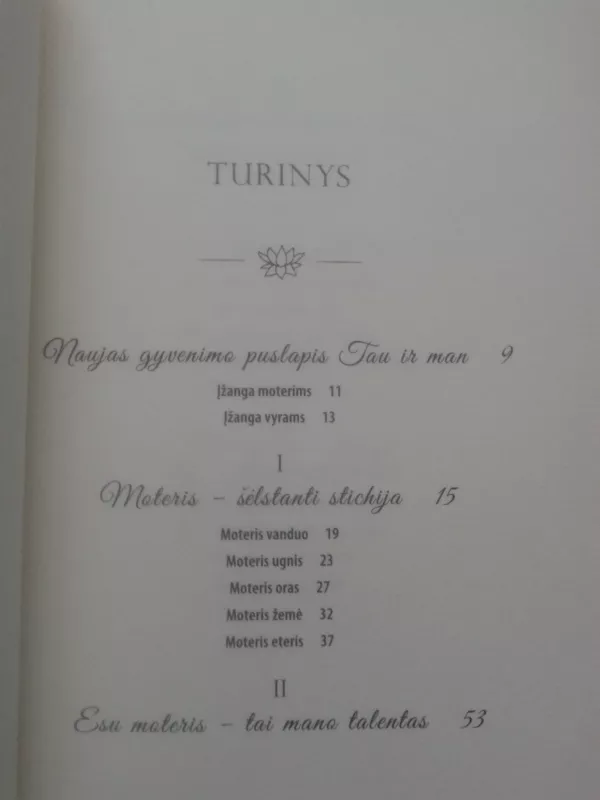 TURINYS
Naujas gyvenimo puslapis Tau ir man 9
Įžanga moterims 11
Įžanga vyrams 13
I
Moteris – šėlstanti stichija 15
Moteris vanduo 19
Moteris ugnis 23
Moteris oras 27
Moteris žemė 32
Moteris eteris 37
II
Esu moteris – tai mano talentas 53